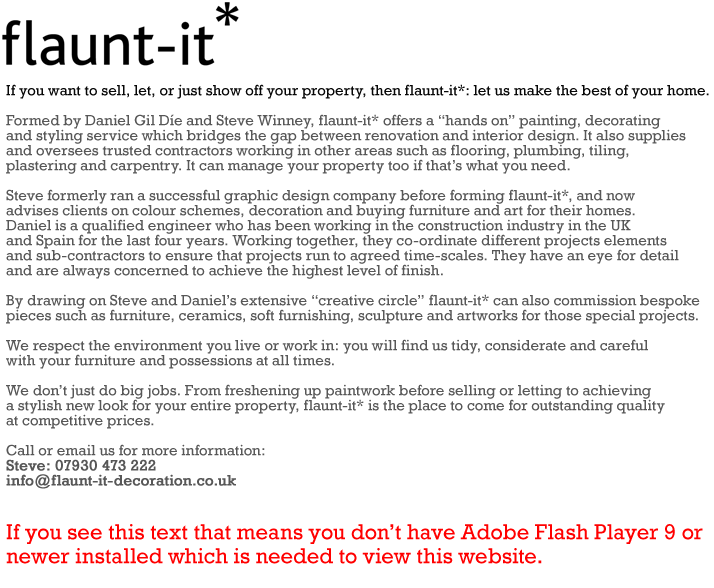 flaunt-it*
If you want to sell, let, or just show off your property, then flaunt-it*: let us make the best of your home.
Formed by Daniel Gil Díe and Steve Winney, flaunt-it* offers a “hands on” painting, decorating
and styling service which bridges the gap between renovation and interior design. It also supplies
and oversees trusted contractors working in other areas such as flooring, plumbing, tiling,
plastering and carpentry. It can manage your property too if that’s what you need.
Steve formerly ran a successful graphic design company before forming flaunt-it*, and now
advises clients on colour schemes, decoration and buying furniture and art for their homes.
Daniel is a qualified engineer who has been working in the construction industry in the UK
and Spain for the last four years. Working together, they co-ordinate different projects elements
and sub-contractors to ensure that projects run to agreed time-scales. They have an eye for detail
and are always concerned to achieve the highest level of finish.
By drawing on Steve and Daniel’s extensive “creative circle” flaunt-it* can also commission bespoke
pieces such as furniture, ceramics, soft furnishing, sculpture and artworks for those special projects.
We respect the environment you live or work in: you will find us tidy, considerate and careful
with your furniture and possessions at all times.
We don’t just do big jobs. From freshening up paintwork before selling or letting to achieving
a stylish new look for your entire property, flaunt-it* is the place to come for outstanding quality
at competitive prices.
Call or email us for more information:
Steve: 07930 473 222
info@flaunt-it-decoration.co.uk
If you see this text that means you don’t have Adobe Flash Player 9 or
newer installed which is needed to view this website.